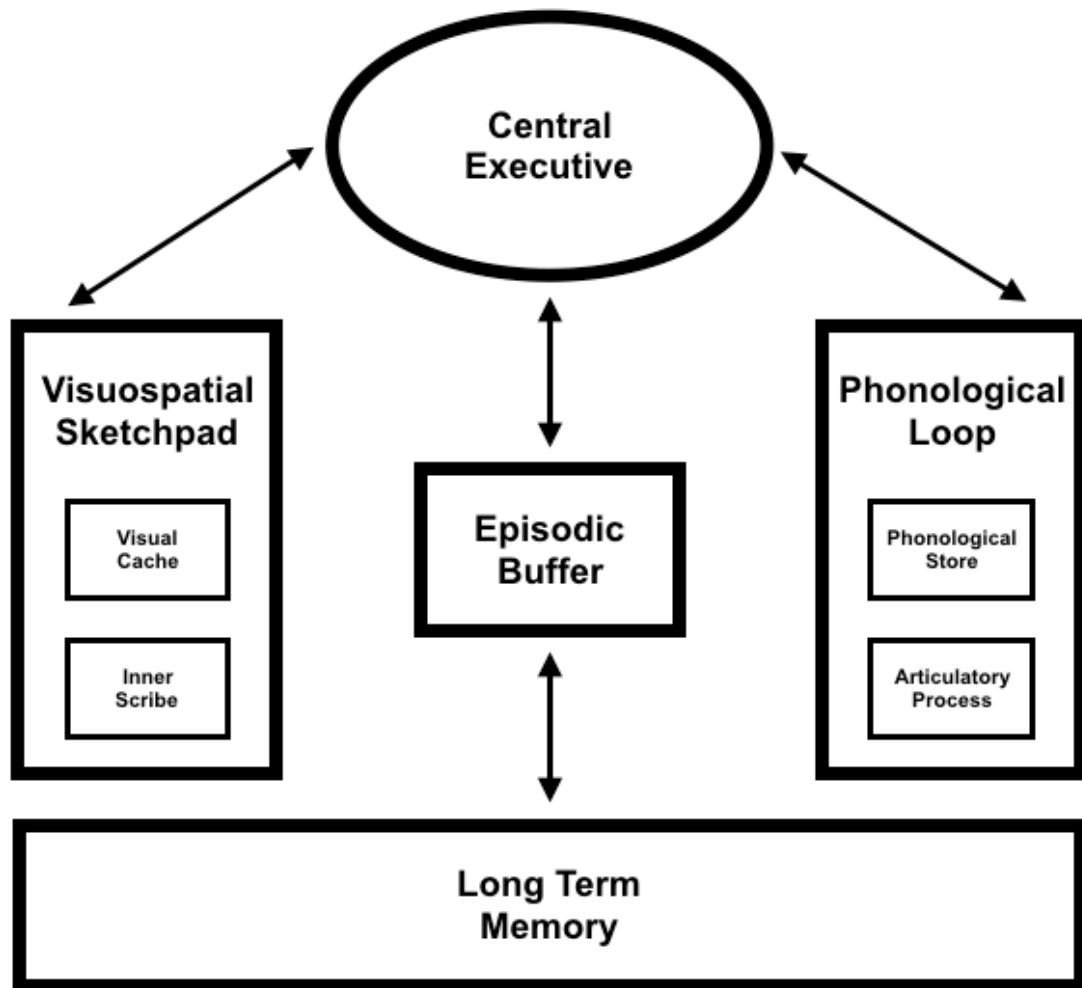 Central
Executive
Visuospatial
Sketchpad
Visual
Cache
Inner
Scribe
Episodic
Buffer
Phonological
Loop
Phonological
Store
Articulatory
Process
Long Term
Memory